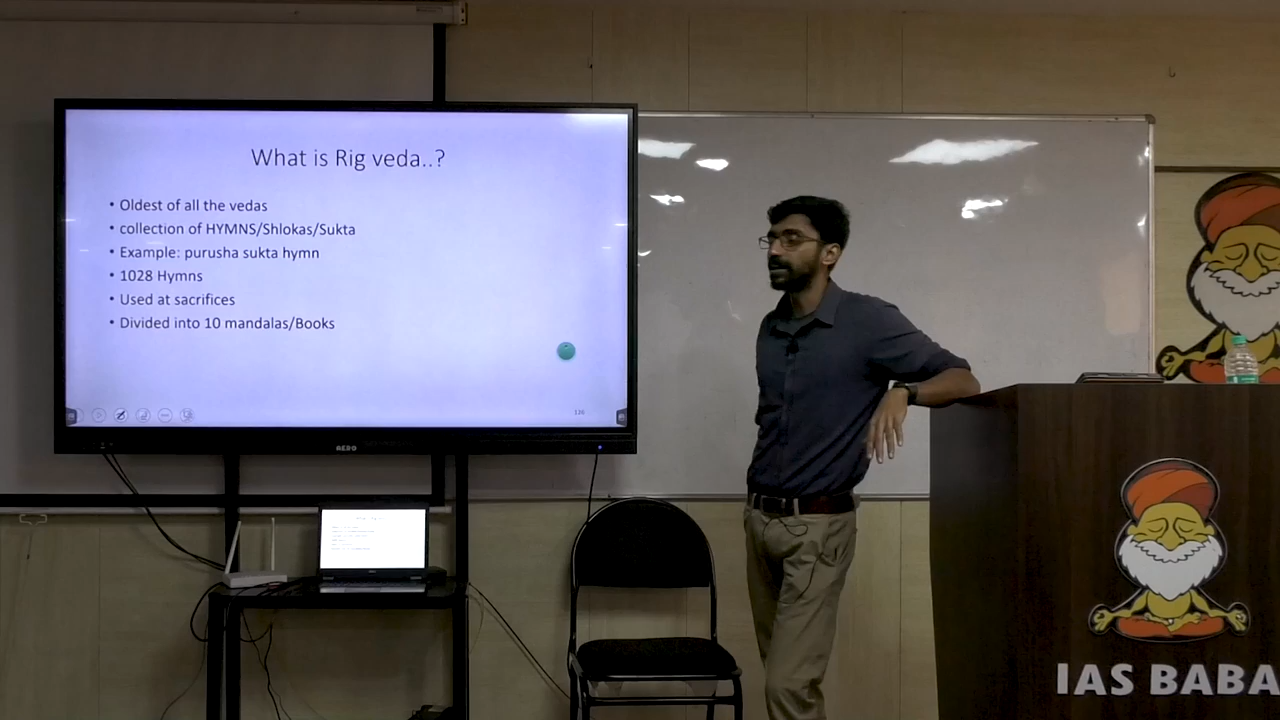 What is Rig veda..?
• Oldest of all the vedas
• collection of HYMNS/Shlokas/Sukta
• Example: purusha sukta hymn
• 1028 Hymns
• Used at sacrifices
• Divided into 10 mandalas/Books
IAS BABA